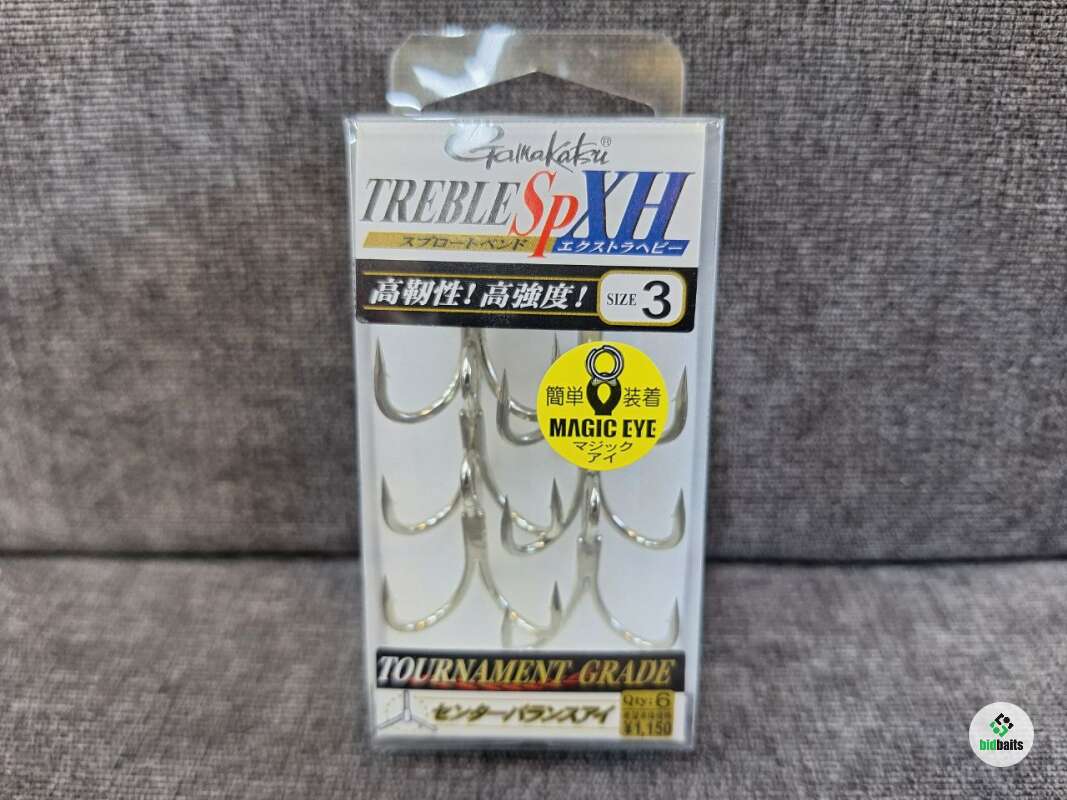 Gamakatsu®
TREBLE SP XH
スプロートベンド エクストラヘビー
高靭性！高強度！ SIZE 3
簡単 装着
MAGIC EYE
マジック
アイ
TOURNAMENT GRADE
センターバランスアイ Qty:6
¥1,150
bidbaits